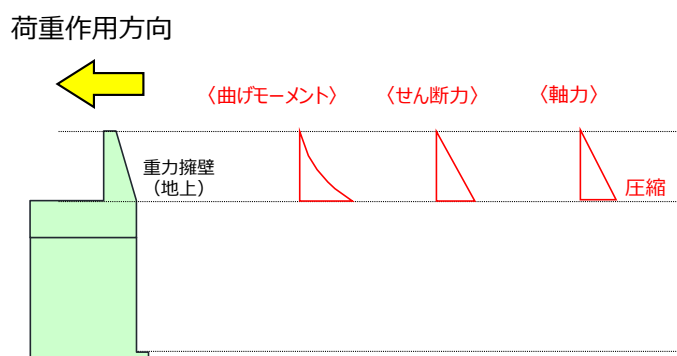 荷重作用方向
〈曲げモーメント〉 〈せん断力〉 〈軸力〉
重力擁壁
（地上）
圧縮